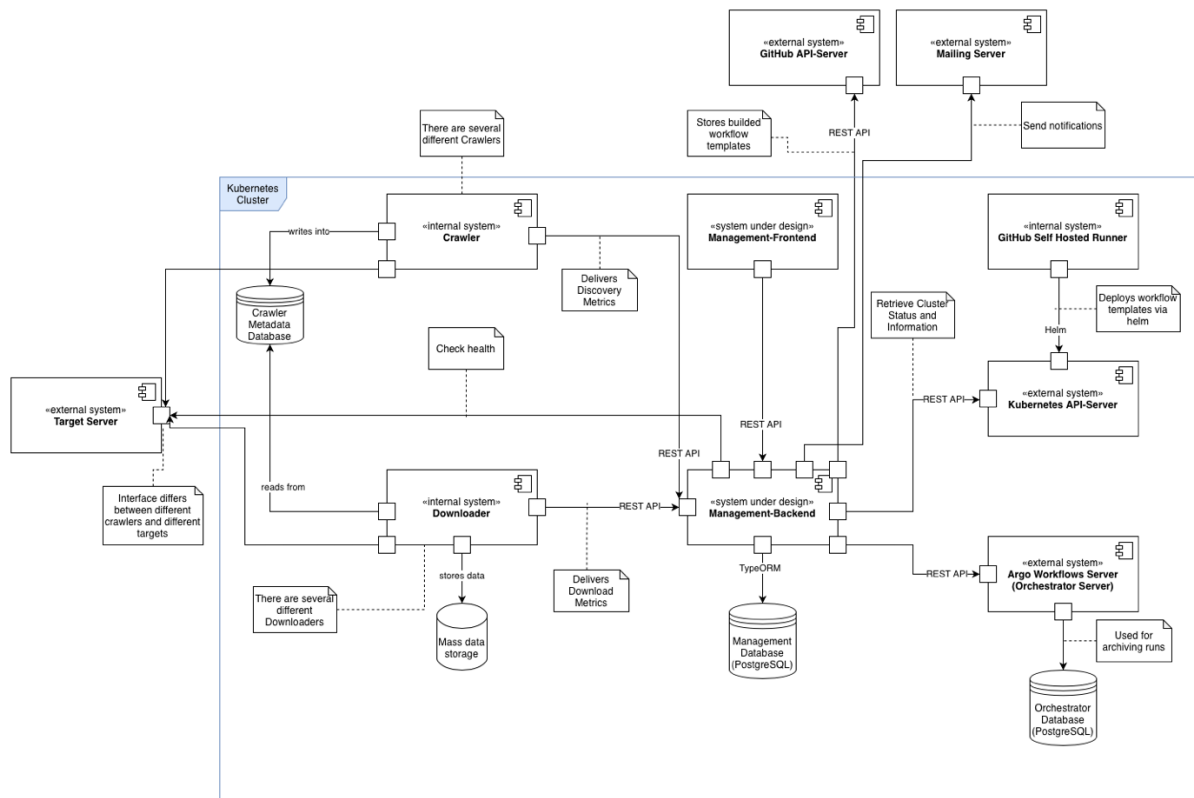 «external system»
GitHub API-Server
«external system»
Mailing Server
There are several
different Crawlers
Stores builded
workflow
templates
REST API
Send notifications
Kubernetes
Cluster
«internal system»
Crawler
writes into
«system under design»
Management-Frontend
«internal system»
GitHub Self Hosted Runner
Delivers
Discovery
Metrics
Crawler
Metadata
Database
Retrieve Cluster
Status and
Information
Deploys workflow
templates via
helm
Helm
Check health
«external system»
Kubernetes API-Server
REST API
«external system»
Target Server
REST API
REST API
Interface differs
between different
crawlers and different
targets
reads from
«internal system»
Downloader
REST API
«system under design»
Management-Backend
stores data
Delivers
Download
Metrics
TypeORM
REST API
«external system»
Argo Workflows Server
(Orchestrator Server)
There are several
different
Downloaders
Mass data
storage
Management
Database
(PostgreSQL)
Used for
archiving runs
Orchestrator
Database
(PostgreSQL)